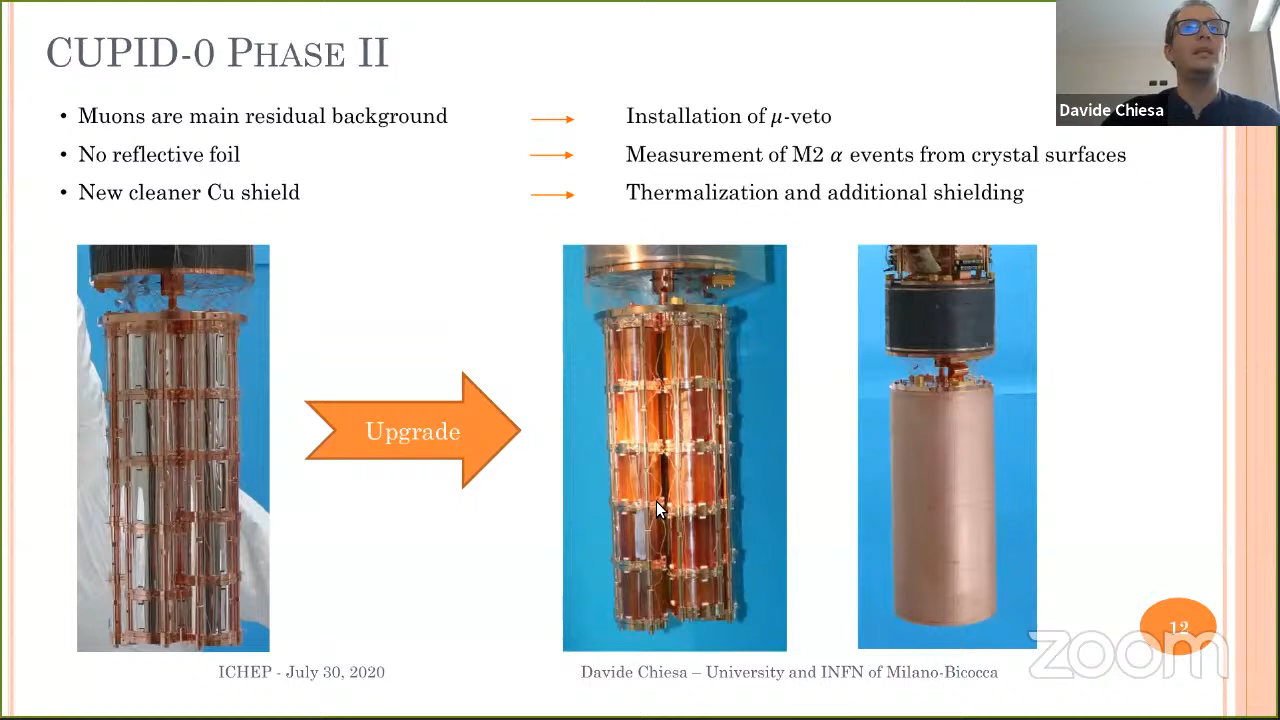 CUPID-0 PHASE II
Davide Chiesa
• Muons are main residual background Installation of μ-veto
• No reflective foil Measurement of M2 α events from crystal surfaces
• New cleaner Cu shield Thermalization and additional shielding
Upgrade
12
zoom
ICHEP - July 30, 2020 Davide Chiesa – University and INFN of Milano-Bicocca